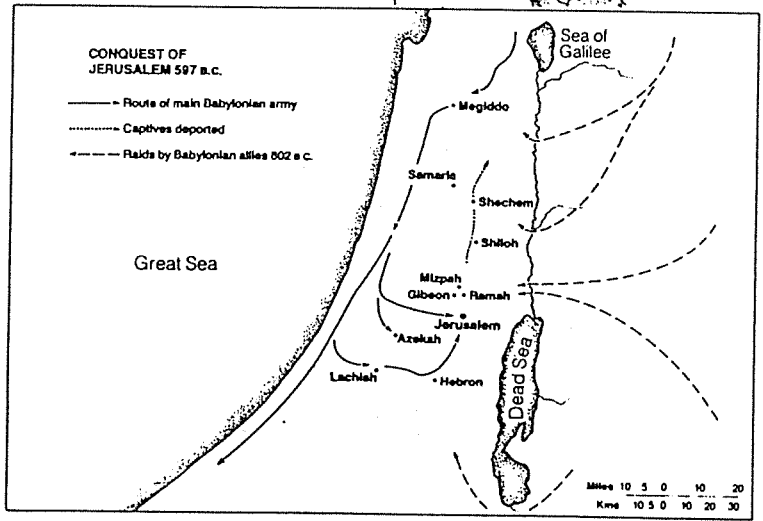 CONQUEST OF
JERUSALEM 597 B.C.
Route of main Babylonian army
Captives deported
Raids by Babylonian allies 602 B C.
Sea of
Galilee
Megiddo
Samaria
Shechem
Shiloh
Great Sea
Mizpah
Gibeon
Ramah
Jerusalem
Azekah
Lachish
Hebron
Dead Sea
Miles 10 5 0 10 20
Kms 10 5 0 10 20 30